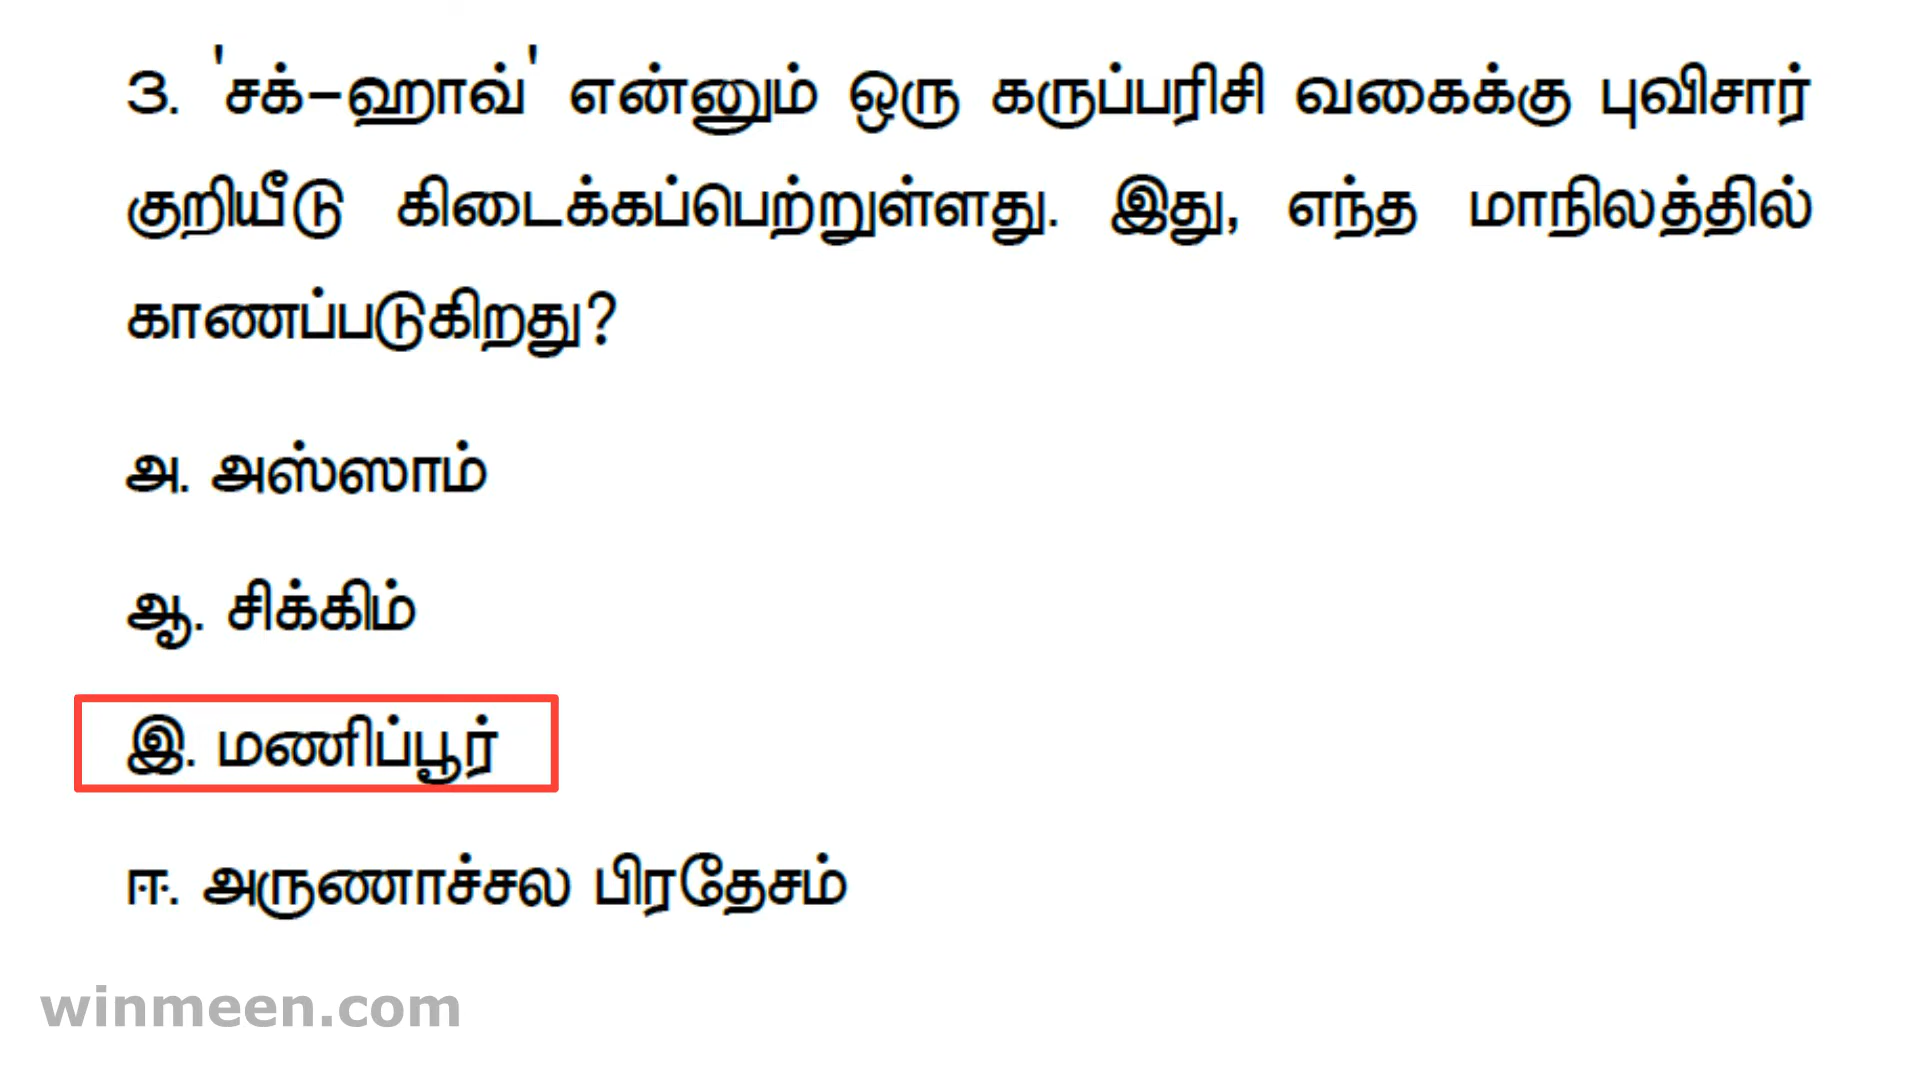 3. 'சக்-ஹாவ்' என்னும் ஒரு கருப்பரிசி வகைக்கு புவிசார்
குறியீடு கிடைக்கப்பெற்றுள்ளது. இது, எந்த மாநிலத்தில்
காணப்படுகிறது?
அ. அஸ்ஸாம்
ஆ. சிக்கிம்
இ. மணிப்பூர்
ஈ. அருணாச்சல பிரதேசம்
winmeen.com